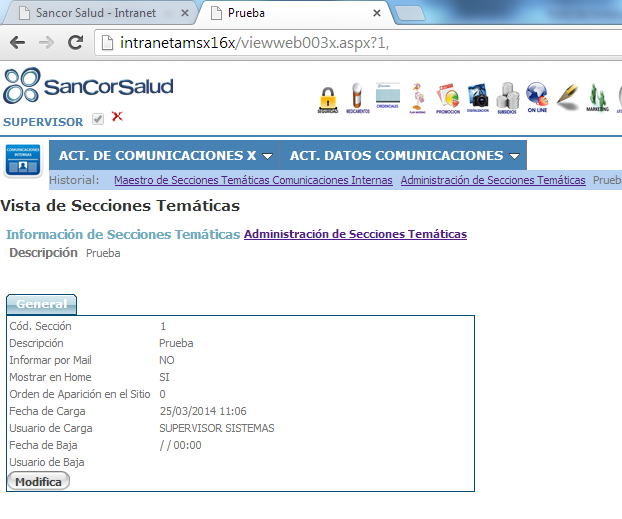 Sancor Salud - Intranet
Prueba
intranetamsx16x/viewweb003x.aspx?1,
SanCorSalud
SUPERVISOR
SEGURIDAD
MEDICAMENTOS
CREDENCIALES
PROMOCION
DIGITALIZACION
SUBSIDIOS
ON LINE
MARKETING
COMUNICACIONES INTERNAS
ACT. DE COMUNICACIONES X
ACT. DATOS COMUNICACIONES
Historial: Maestro de Secciones Temáticas Comunicaciones Internas Administración de Secciones Temáticas Prueb
Vista de Secciones Temáticas
Información de Secciones Temáticas Administración de Secciones Temáticas
Descripción Prueba
General
Cód. Sección 1
Descripción Prueba
Informar por Mail NO
Mostrar en Home SI
Orden de Aparición en el Sitio 0
Fecha de Carga 25/03/2014 11:06
Usuario de Carga SUPERVISOR SISTEMAS
Fecha de Baja / / 00:00
Usuario de Baja
Modifica